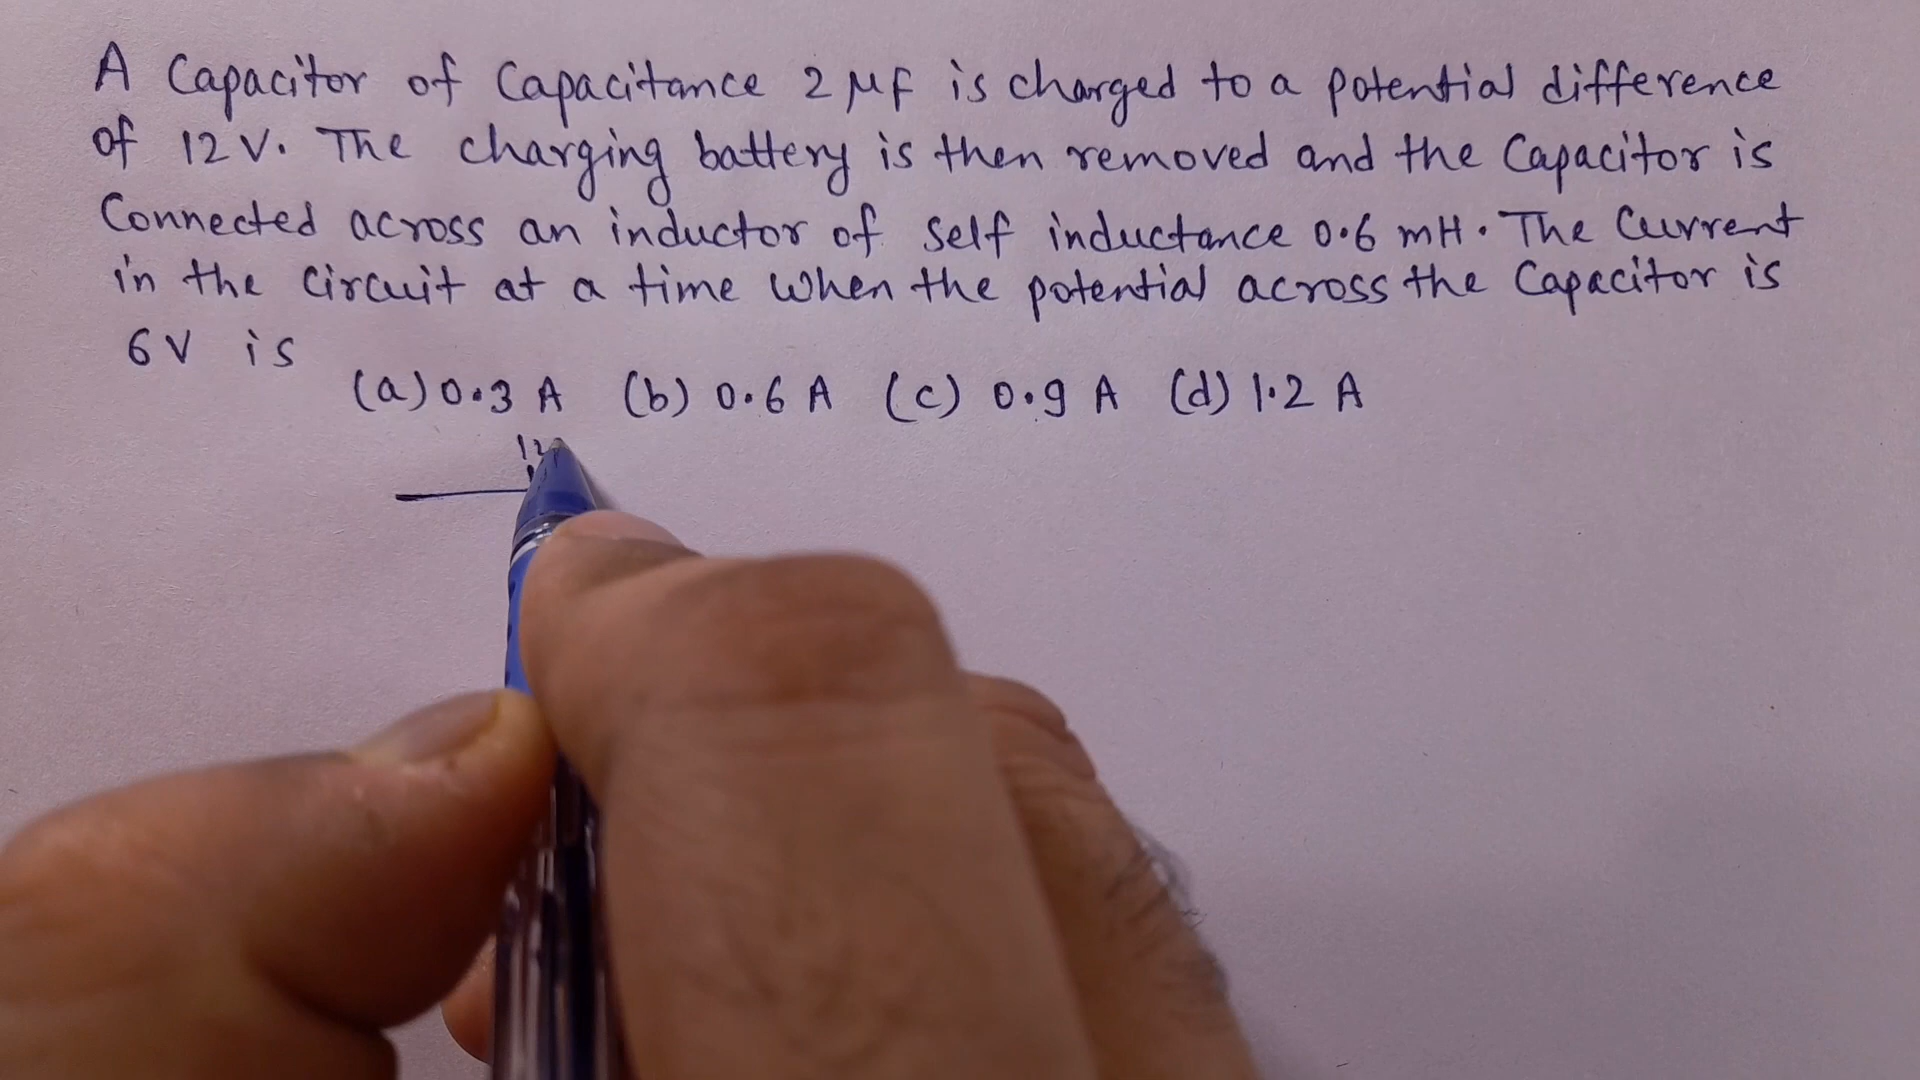 A Capacitor of Capacitance 2 μF is charged to a potential difference
of 12 V. The charging battery is then removed and the Capacitor is
Connected across an inductor of self inductance 0.6 mH. The Current
in the Circuit at a time when the potential across the Capacitor is
6V is
(a) 0.3 A (b) 0.6 A (c) 0.9 A (d) 1.2 A
12